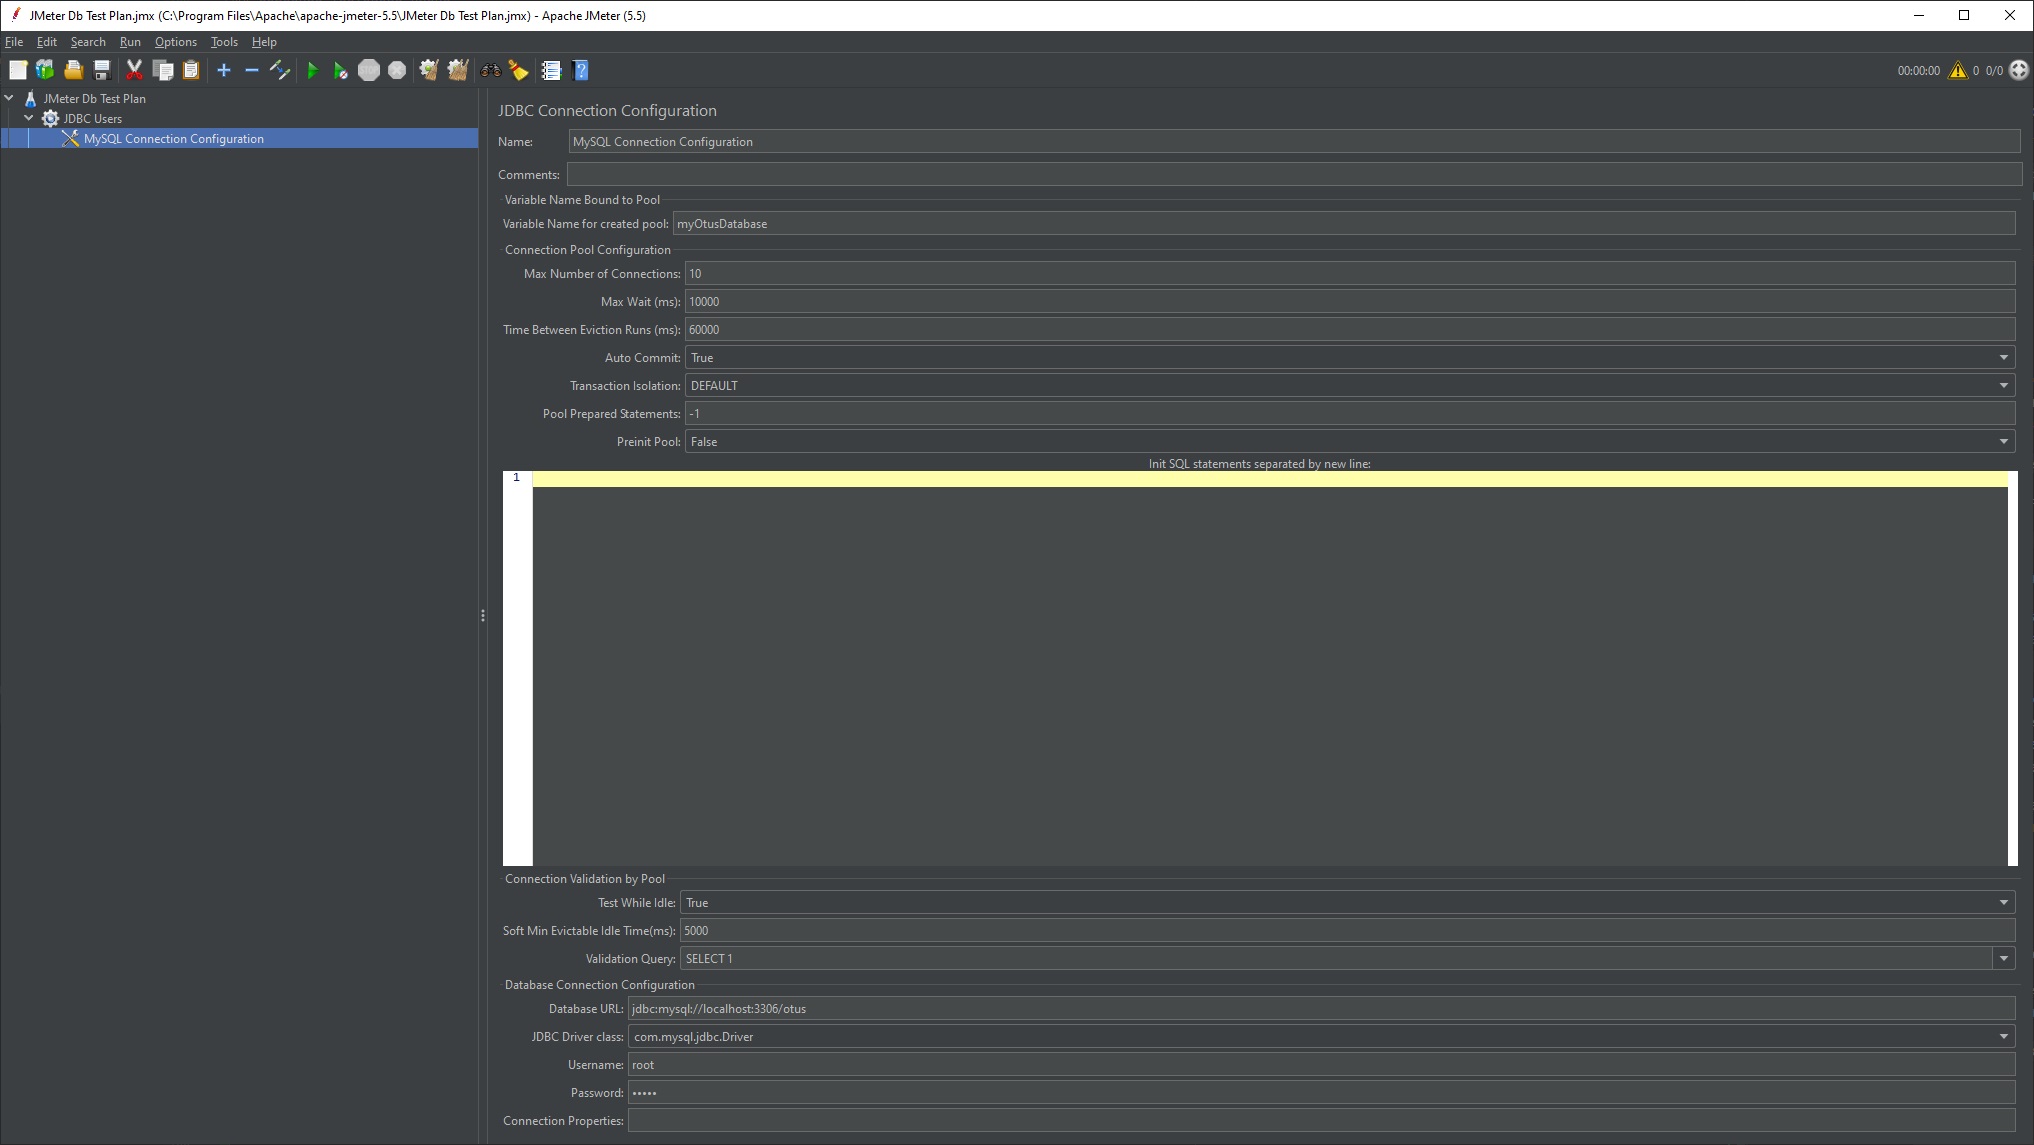 JMeter Db Test Plan.jmx (C:\Program Files\Apache\apache-jmeter-5.5\JMeter Db Test Plan.jmx) - Apache JMeter (5.5)
File Edit Search Run Options Tools Help
STOP
00:00:00 0 0/0
JMeter Db Test Plan
JDBC Users
MySQL Connection Configuration
JDBC Connection Configuration
Name: MySQL Connection Configuration
Comments:
Variable Name Bound to Pool
Variable Name for created pool: myOtusDatabase
Connection Pool Configuration
Max Number of Connections: 10
Max Wait (ms): 10000
Time Between Eviction Runs (ms): 60000
Auto Commit: True
Transaction Isolation: DEFAULT
Pool Prepared Statements: -1
Preinit Pool: False
Init SQL statements separated by new line:
1
Connection Validation by Pool
Test While Idle: True
Soft Min Evictable Idle Time(ms): 5000
Validation Query: SELECT 1
Database Connection Configuration
Database URL: jdbc:mysql://localhost:3306/otus
JDBC Driver class: com.mysql.jdbc.Driver
Username: root
Password: •••••
Connection Properties: